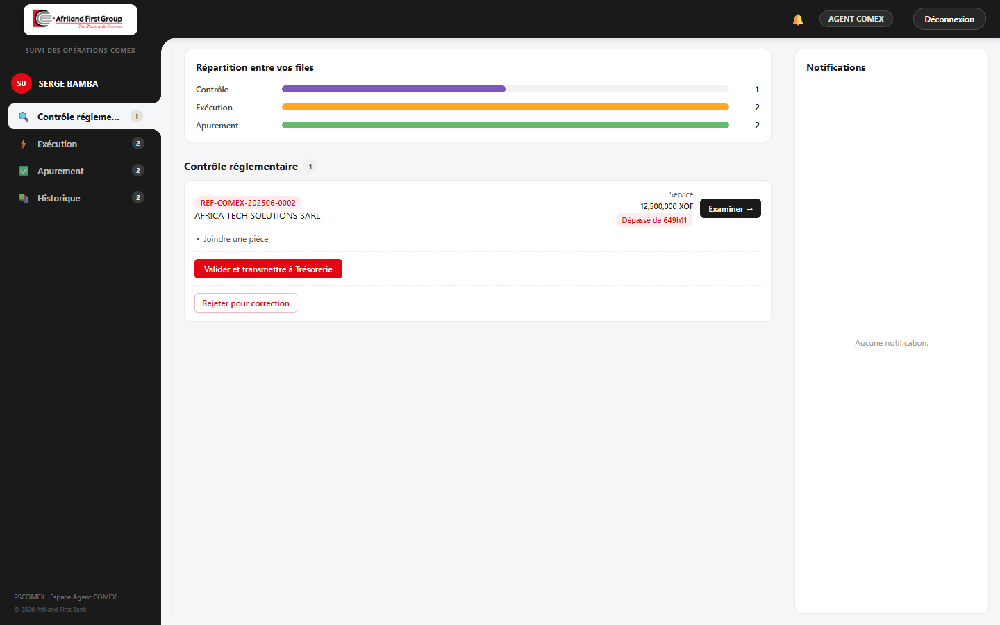 Afriland First Group
The Pace with Success
SUIVI DES OPÉRATIONS COMEX
SB
SERGE BAMBA
Contrôle régleme... 1
Exécution 2
Apurement 2
Historique 2
PSCOMEX · Espace Agent COMEX
© 2026 Afriland First Bank
AGENT COMEX
Déconnexion
Répartition entre vos files
Contrôle 1
Exécution 2
Apurement 2
Contrôle réglementaire 1
REF-COMEX-202506-0002
AFRICA TECH SOLUTIONS SARL
Service
12,500,000 XOF
Dépassé de 649h11
Examiner →
▸ Joindre une pièce
Valider et transmettre à Trésorerie
Rejeter pour correction
Notifications
Aucune notification.